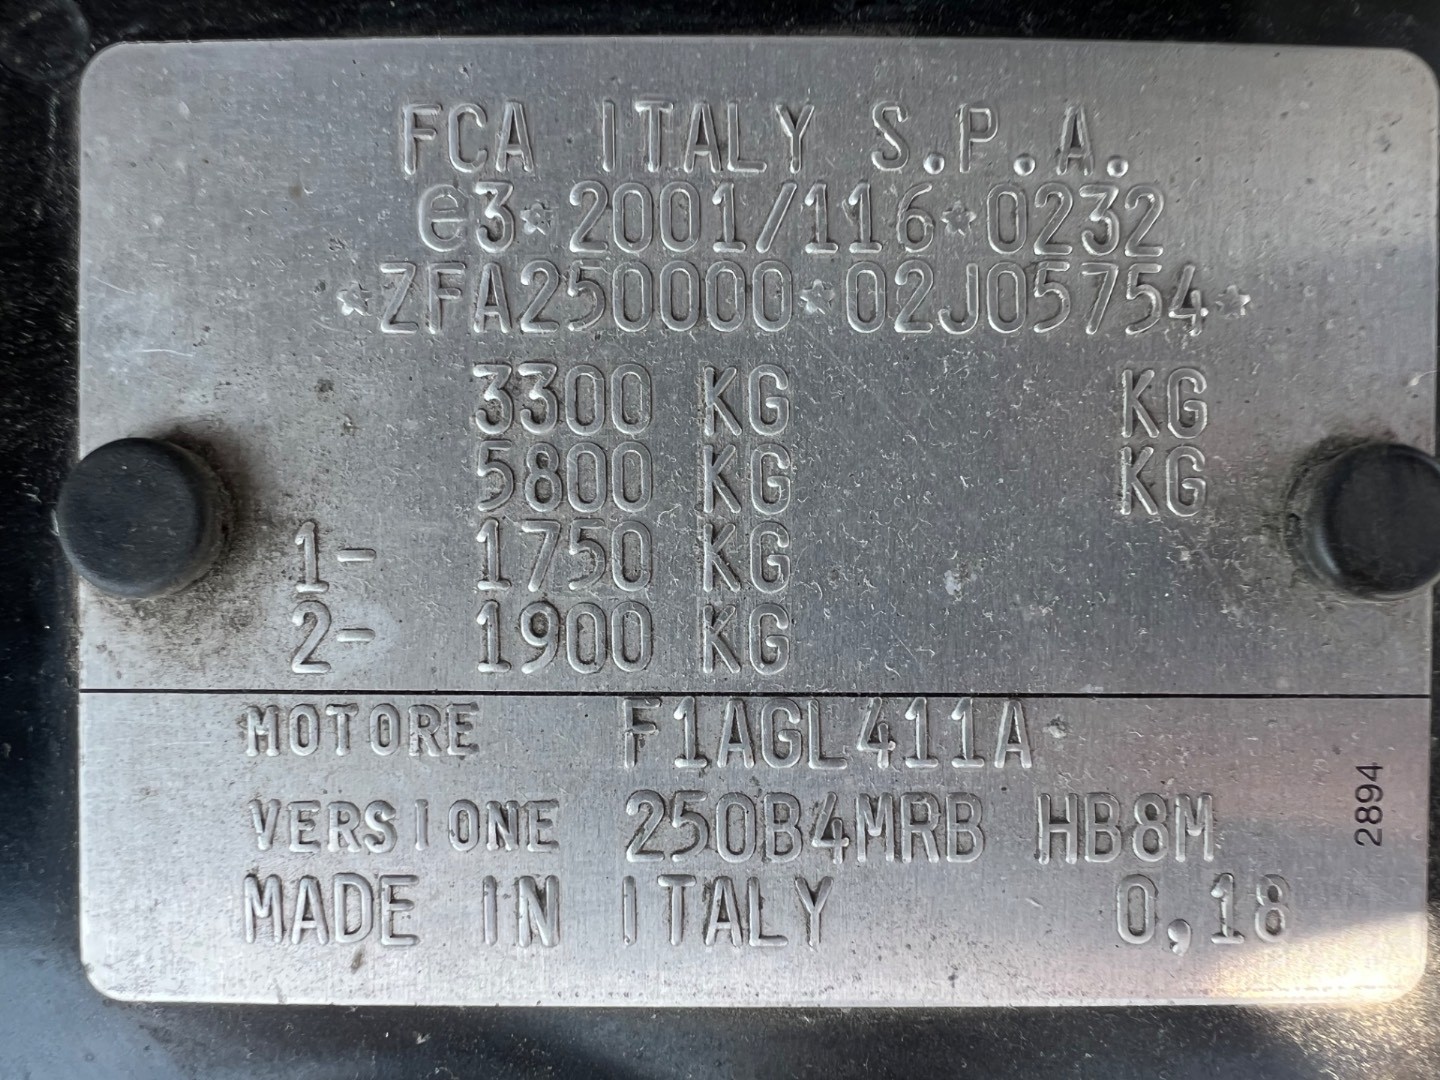 FCA ITALY S.P.A.
e3*2001/116*0232
*ZFA250000*02J05754*
3300 KG KG
5800 KG KG
1- 1750 KG
2- 1900 KG
MOTORE F1AGL411A
VERSIONE 250B4MRB HB8M
MADE IN ITALY 0,18
2894